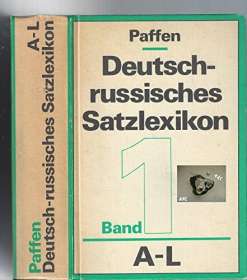 Paffen
Deutsch-russisches Satzlexikon
A-L
Paffen
Deutsch-
russisches
Satzlexikon
1
Band
A-L